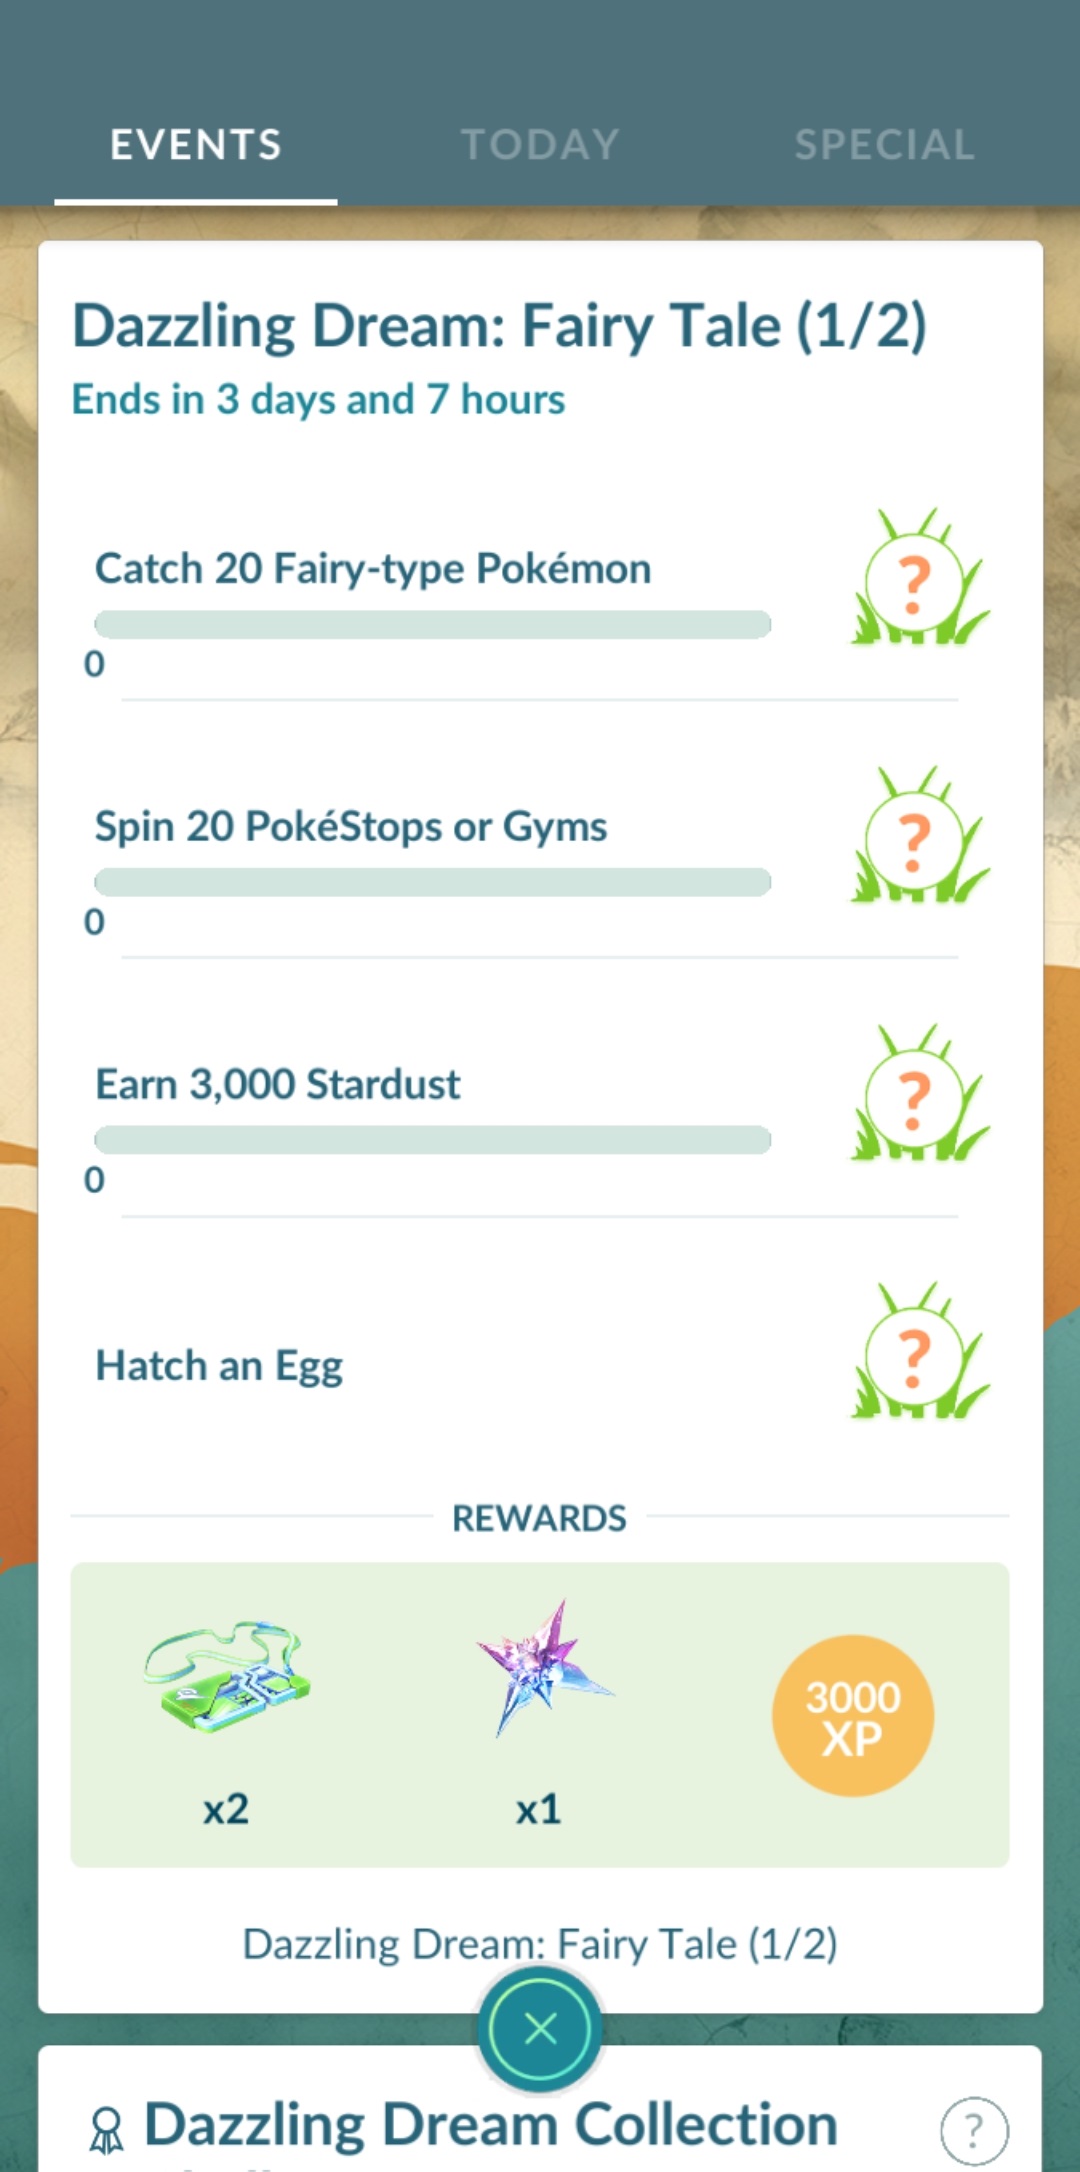 EVENTS
TODAY
SPECIAL
Dazzling Dream: Fairy Tale (1/2)
Ends in 3 days and 7 hours
Catch 20 Fairy-type Pokémon
?
0
Spin 20 PokéStops or Gyms
?
0
Earn 3,000 Stardust
?
0
Hatch an Egg
?
REWARDS
3000
XP
x2
x1
Dazzling Dream: Fairy Tale (1/2)
Dazzling Dream Collection
?